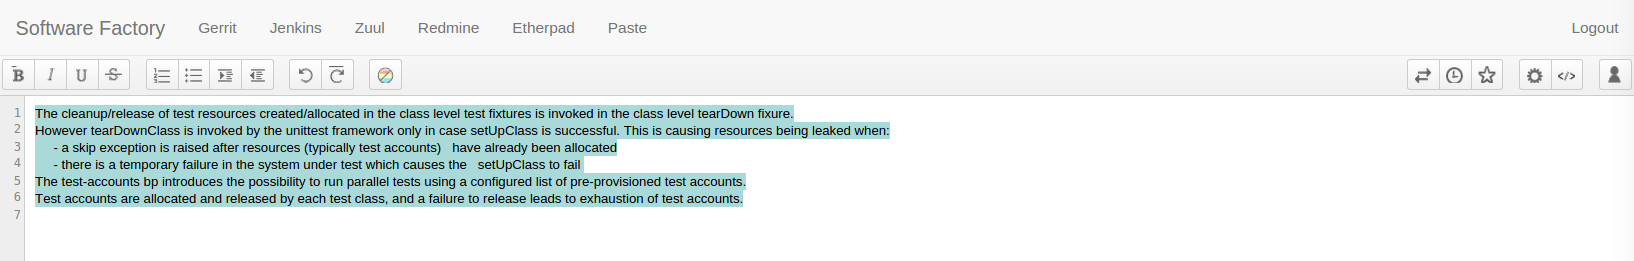 Software Factory Gerrit Jenkins Zuul Redmine Etherpad Paste Logout
B I U S </>
1 The cleanup/release of test resources created/allocated in the class level test fixtures is invoked in the class level tearDown fixure.
2 However tearDownClass is invoked by the unittest framework only in case setUpClass is successful. This is causing resources being leaked when:
3 - a skip exception is raised after resources (typically test accounts) have already been allocated
4 - there is a temporary failure in the system under test which causes the setUpClass to fail
5 The test-accounts bp introduces the possibility to run parallel tests using a configured list of pre-provisioned test accounts.
6 Test accounts are allocated and released by each test class, and a failure to release leads to exhaustion of test accounts.
7